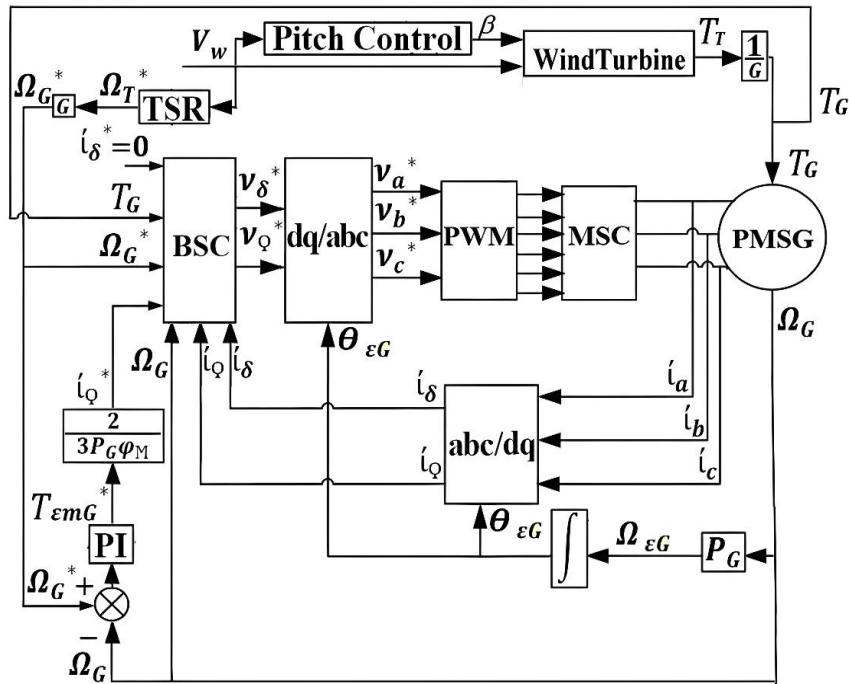 V_w
Pitch Control
β
WindTurbine
T_T
1/G
T_G
Ω_G*
G
Ω_T*
TSR
i_δ*=0
T_G
T_G
Ω_G*
BSC
v_δ*
v_Q*
dq/abc
v_a*
v_b*
v_c*
PWM
MSC
PMSG
Ω_G
Ω_G
i_Q
i_δ
θ_εG
i_Q*
2/(3P_Gφ_M)
i_δ
i_Q
abc/dq
i_a
i_b
i_c
T_εmG*
PI
θ_εG
∫
Ω_εG
P_G
Ω_G*
+
−
Ω_G